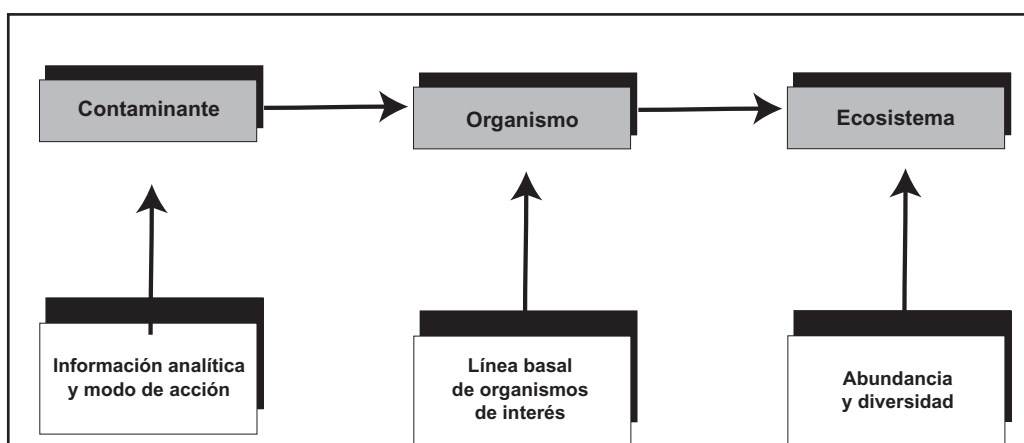 Contaminante
Organismo
Ecosistema
Información analítica
y modo de acción
Línea basal
de organismos
de interés
Abundancia
y diversidad